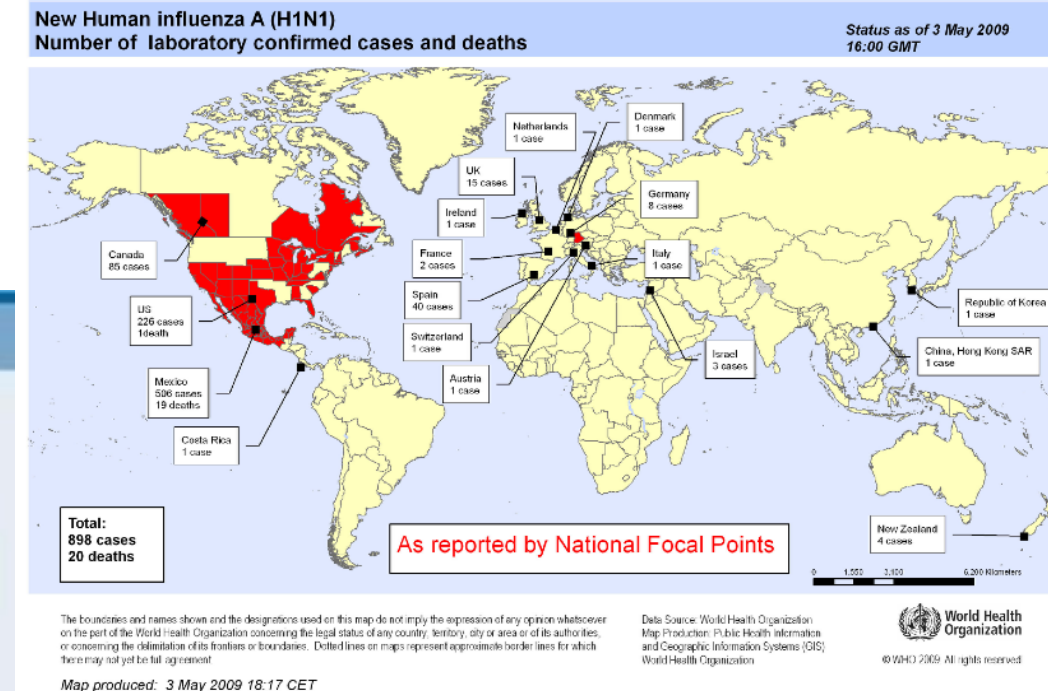 New Human influenza A (H1N1)
Number of laboratory confirmed cases and deaths
Status as of 3 May 2009
16:00 GMT
Netherlands
1 case
Denmark
1 case
UK
15 cases
Germany
8 cases
Ireland
1 case
Canada
85 cases
France
2 cases
Italy
1 case
Spain
40 cases
US
226 cases
1death
Republic of Korea
1 case
Switzerland
1 case
Israel
3 cases
China, Hong Kong SAR
1 case
Mexico
506 cases
19 deaths
Austria
1 case
Costa Rica
1 case
Total:
898 cases
20 deaths
As reported by National Focal Points
New Zealand
4 cases
0 1,550 3,100 6,200 Kilometers
The boundaries and names shown and the designations used on this map do not imply the expression of any opinion whatsoever
on the part of the World Health Organization concerning the legal status of any country, territory, city or area or of its authorities,
or concerning the delimitation of its frontiers or boundaries. Dotted lines on maps represent approximate border lines for which
there may not yet be full agreement.
Data Source: World Health Organization
Map Production: Public Health Information
and Geographic Information Systems (GIS)
World Health Organization
World Health
Organization
© WHO 2009. All rights reserved
Map produced: 3 May 2009 18:17 CET